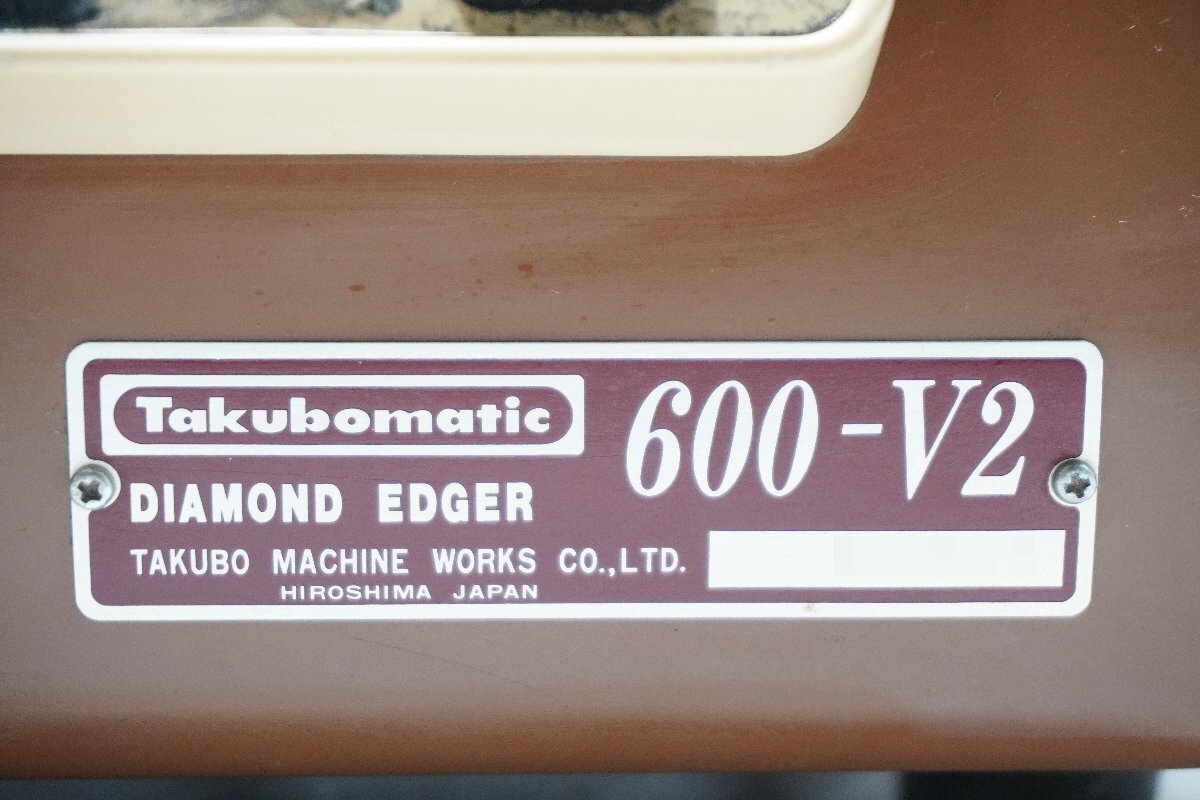 Takubomatic
600-V2
DIAMOND EDGER
TAKUBO MACHINE WORKS CO.,LTD.
HIROSHIMA JAPAN